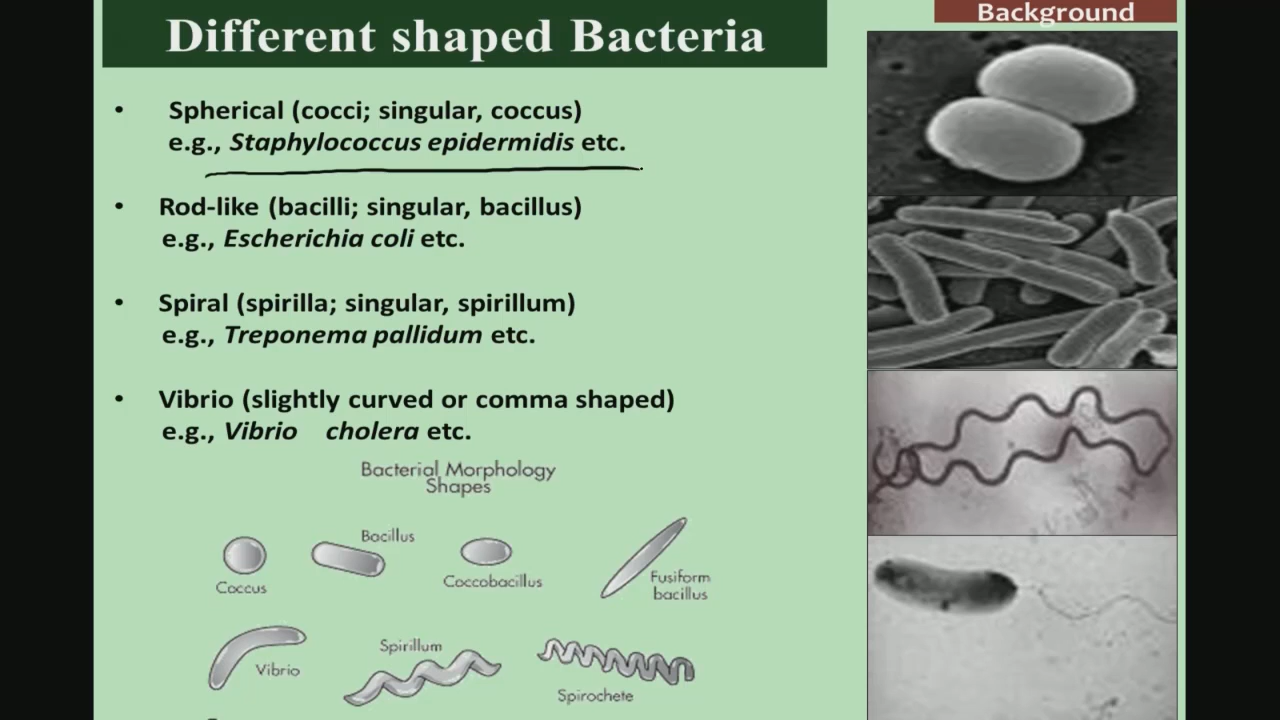 Background
Different shaped Bacteria
• Spherical (cocci; singular, coccus)
e.g., Staphylococcus epidermidis etc.
• Rod-like (bacilli; singular, bacillus)
e.g., Escherichia coli etc.
• Spiral (spirilla; singular, spirillum)
e.g., Treponema pallidum etc.
• Vibrio (slightly curved or comma shaped)
e.g., Vibrio cholera etc.
Bacterial Morphology
Shapes
Coccus
Bacillus
Coccobacillus
Fusiform
bacillus
Vibrio
Spirillum
Spirochete